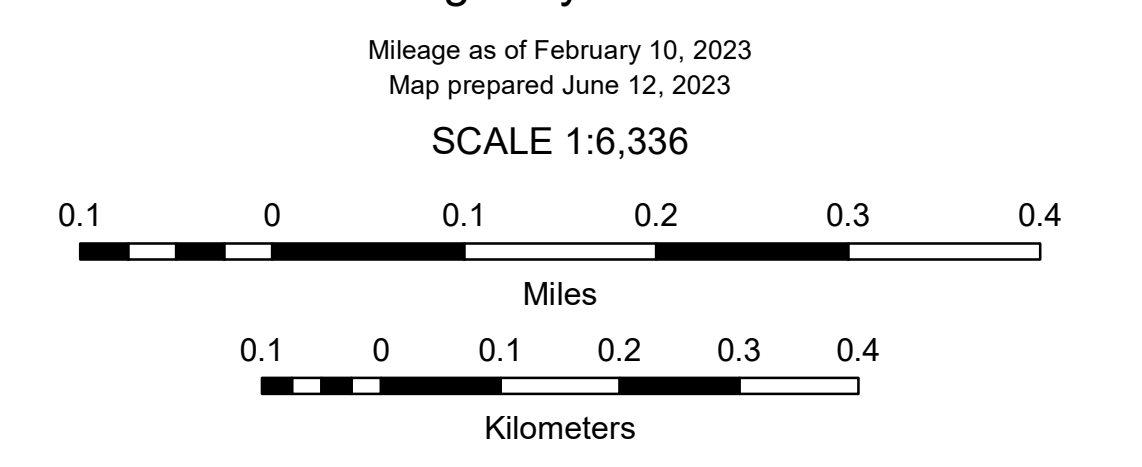 Mileage as of February 10, 2023
Map prepared June 12, 2023
SCALE 1:6,336
0.1 0 0.1 0.2 0.3 0.4
Miles
0.1 0 0.1 0.2 0.3 0.4
Kilometers